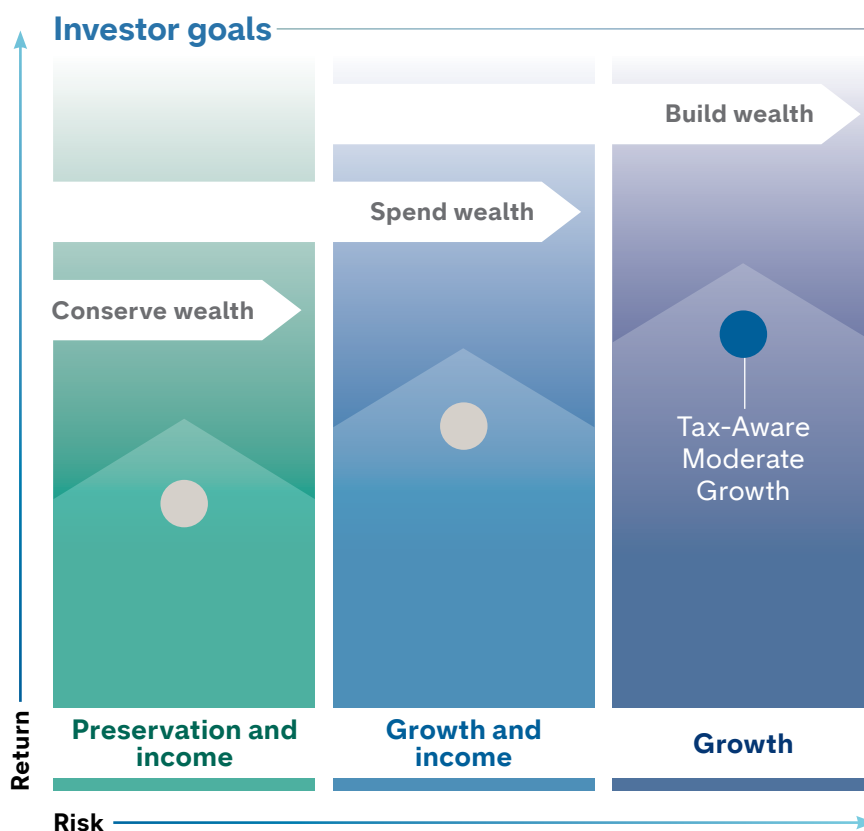 Investor goals
Build wealth
Spend wealth
Conserve wealth
Tax-Aware
Moderate
Growth
Return
Preservation and
income
Growth and
income
Growth
Risk